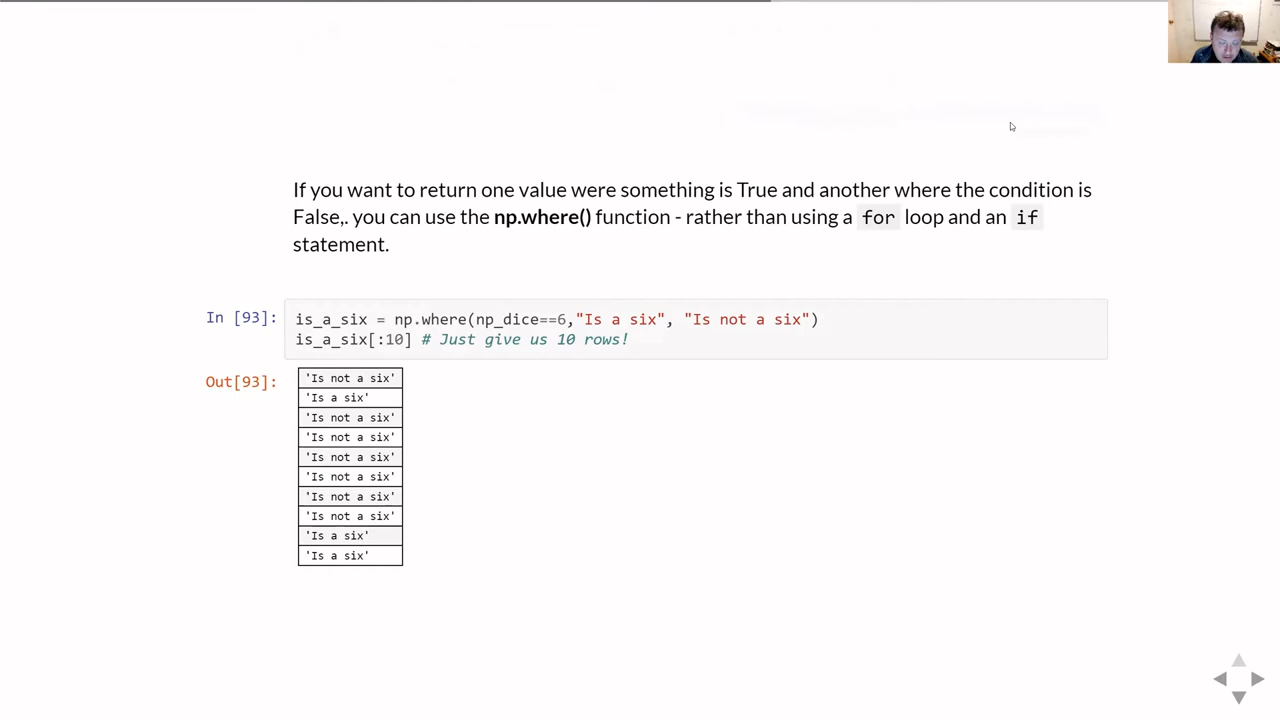 If you want to return one value were something is True and another where the condition is
False,. you can use the np.where() function - rather than using a for loop and an if
statement.
In [93]:
is_a_six = np.where(np_dice==6,"Is a six", "Is not a six")
is_a_six[:10] # Just give us 10 rows!
Out[93]:
'Is not a six'
'Is a six'
'Is not a six'
'Is not a six'
'Is not a six'
'Is not a six'
'Is not a six'
'Is not a six'
'Is a six'
'Is a six'